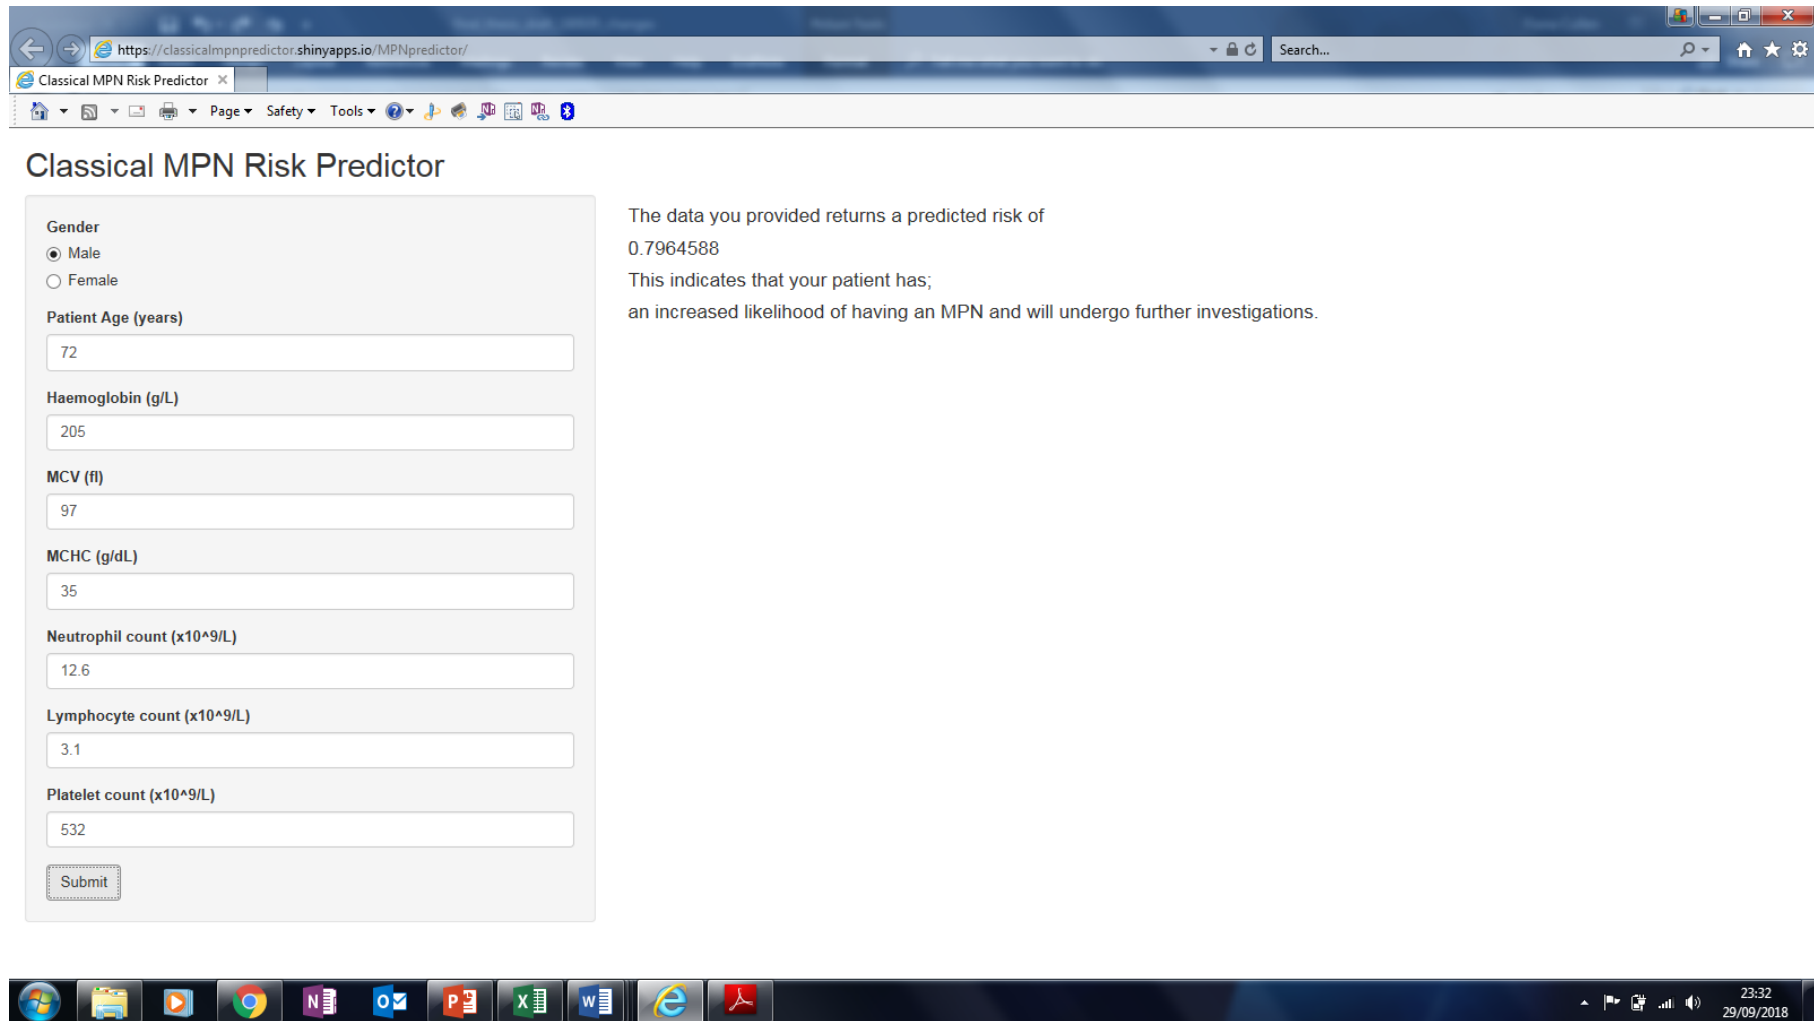 https://classicalmpnpredictor.shinyapps.io/MPNpredictor/
Search...
Classical MPN Risk Predictor
Page Safety Tools
Classical MPN Risk Predictor
Gender
Male
Female
Patient Age (years)
72
Haemoglobin (g/L)
205
MCV (fl)
97
MCHC (g/dL)
35
Neutrophil count (x10^9/L)
12.6
Lymphocyte count (x10^9/L)
3.1
Platelet count (x10^9/L)
532
Submit
The data you provided returns a predicted risk of
0.7964588
This indicates that your patient has;
an increased likelihood of having an MPN and will undergo further investigations.
23:32
29/09/2018